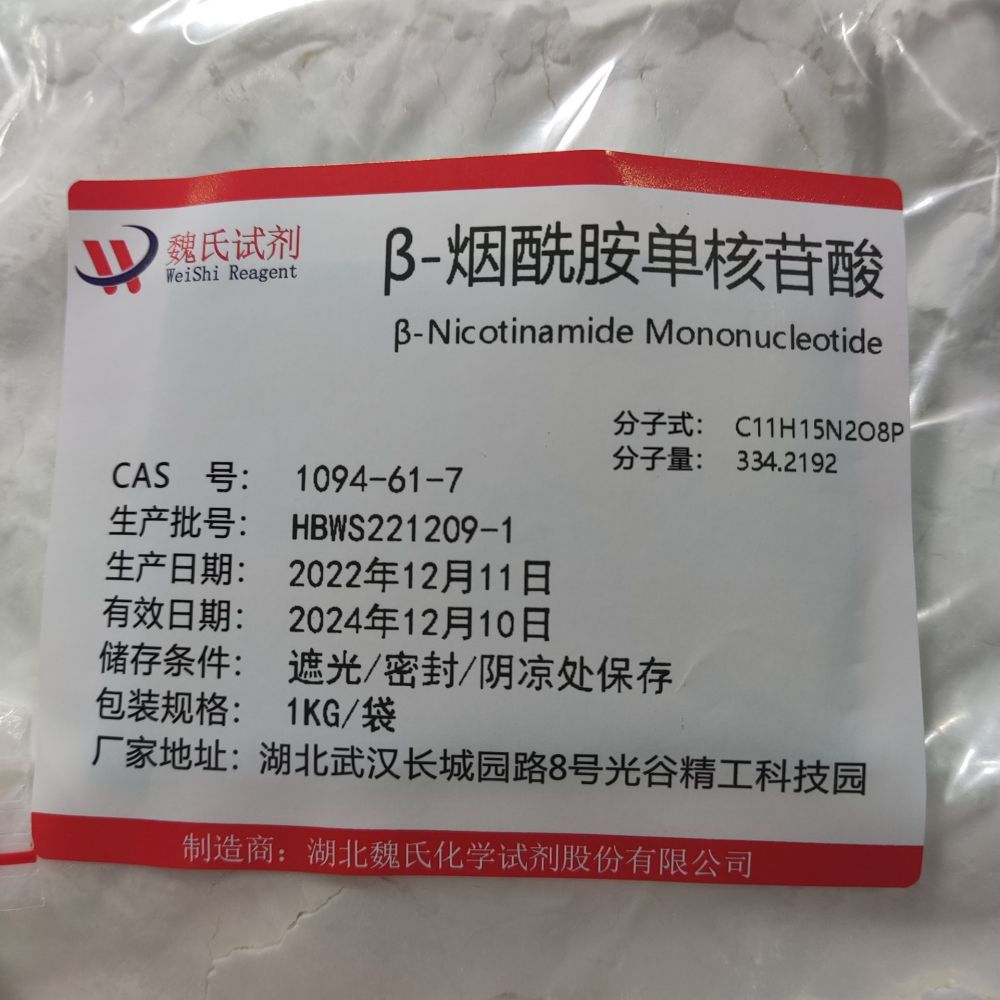 魏氏试剂
WeiShi Reagent
β-烟酰胺单核苷酸
β-Nicotinamide Mononucleotide
分子式： C11H15N2O8P
分子量： 334.2192
CAS 号： 1094-61-7
生产批号： HBWS221209-1
生产日期： 2022年12月11日
有效日期： 2024年12月10日
储存条件： 遮光/密封/阴凉处保存
包装规格： 1KG/袋
厂家地址：湖北武汉长城园路8号光谷精工科技园
制造商：湖北魏氏化学试剂股份有限公司